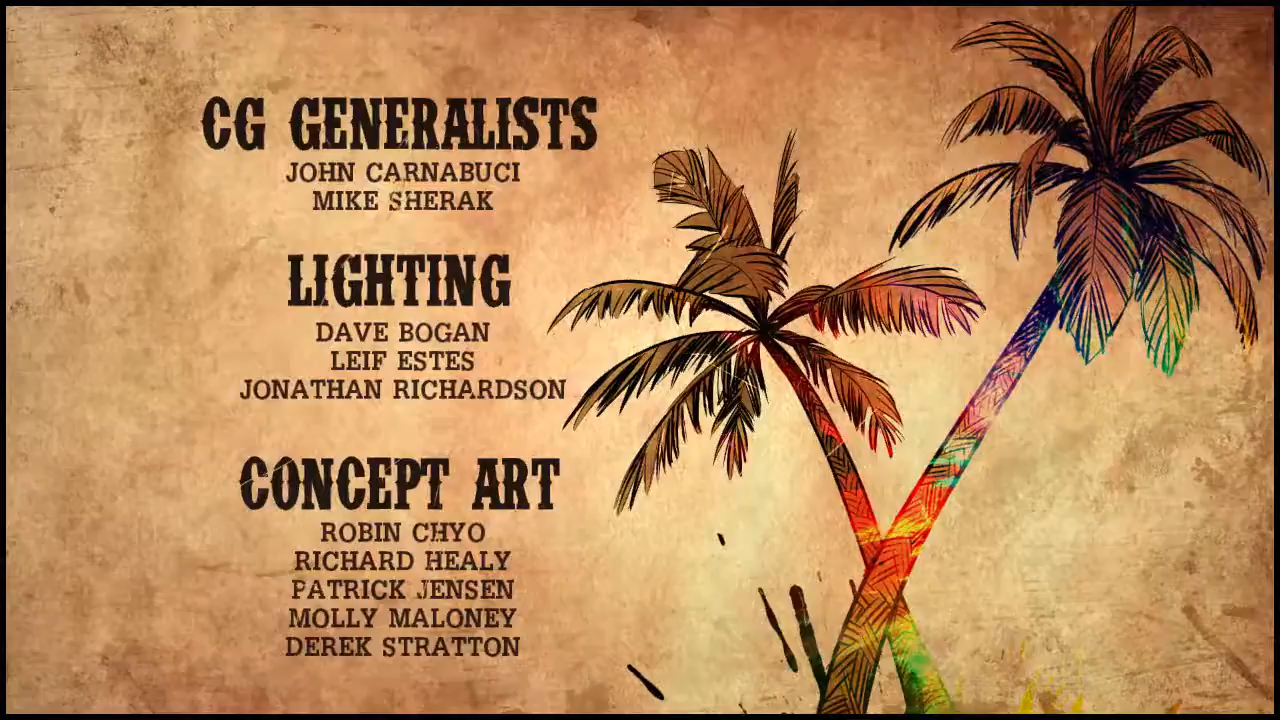 CG GENERALISTS
JOHN CARNABUCI
MIKE SHERAK
LIGHTING
DAVE BOGAN
LEIF ESTES
JONATHAN RICHARDSON
CONCEPT ART
ROBIN CHYO
RICHARD HEALY
PATRICK JENSEN
MOLLY MALONEY
DEREK STRATTON